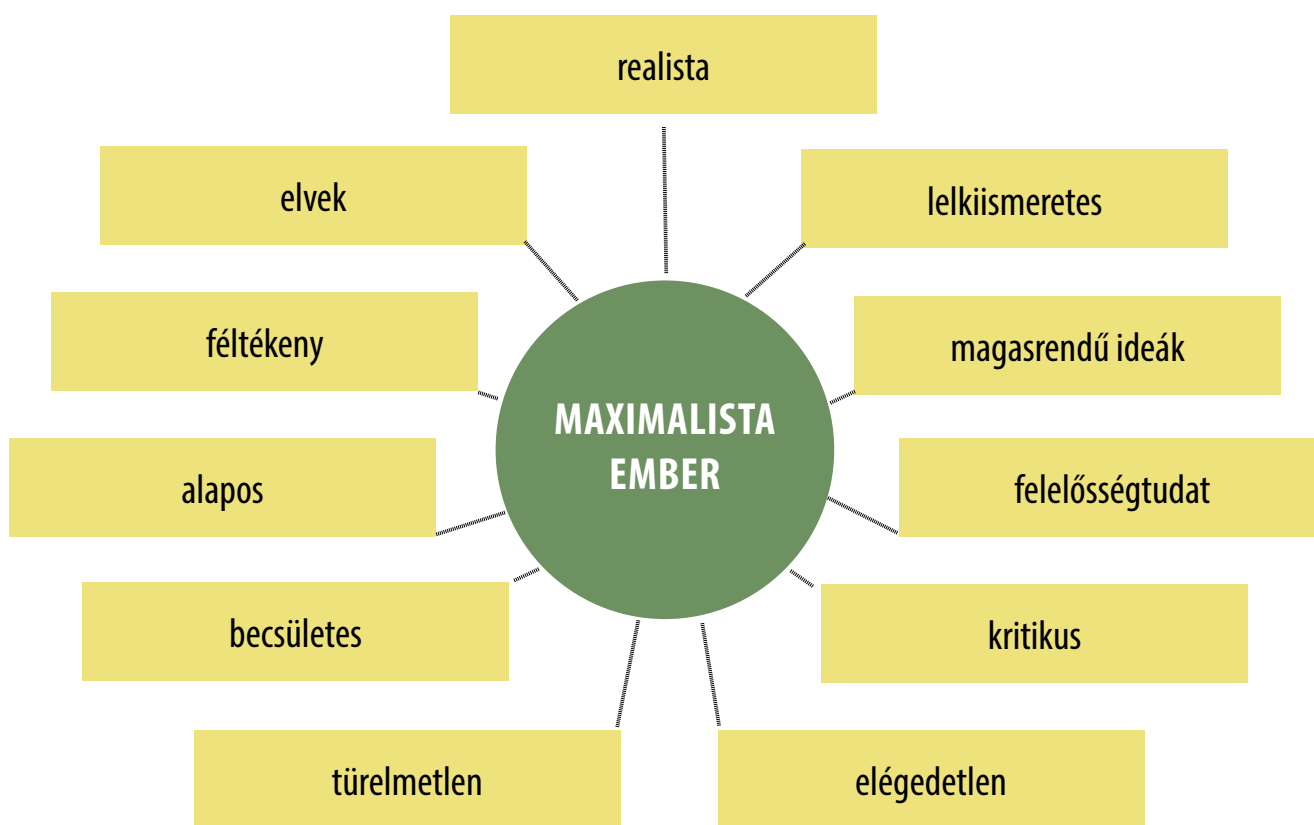 realista
elvek
lelkiismeretes
féltékeny
magasrendű ideák
MAXIMALISTA
EMBER
alapos
felelősségtudat
becsületes
kritikus
türelmetlen
elégedetlen